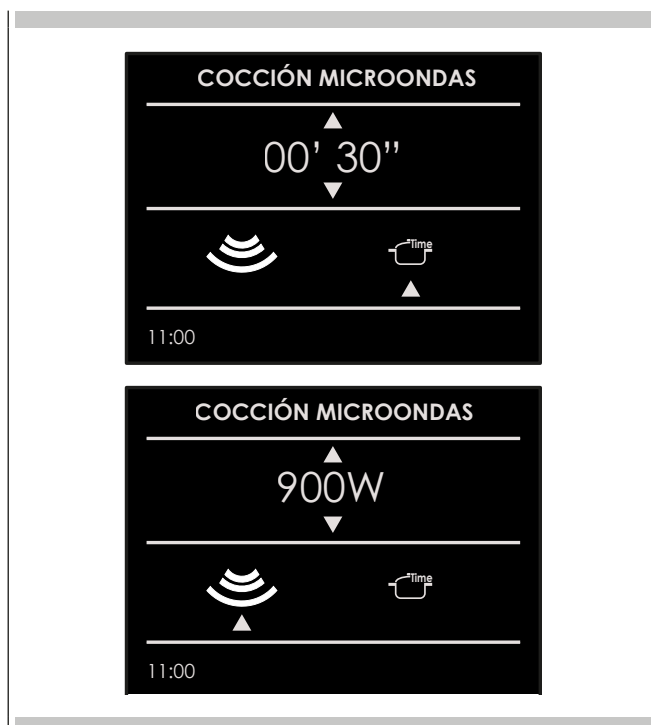 COCCIÓN MICROONDAS
00’ 30’’
Time
11:00
COCCIÓN MICROONDAS
900W
Time
11:00